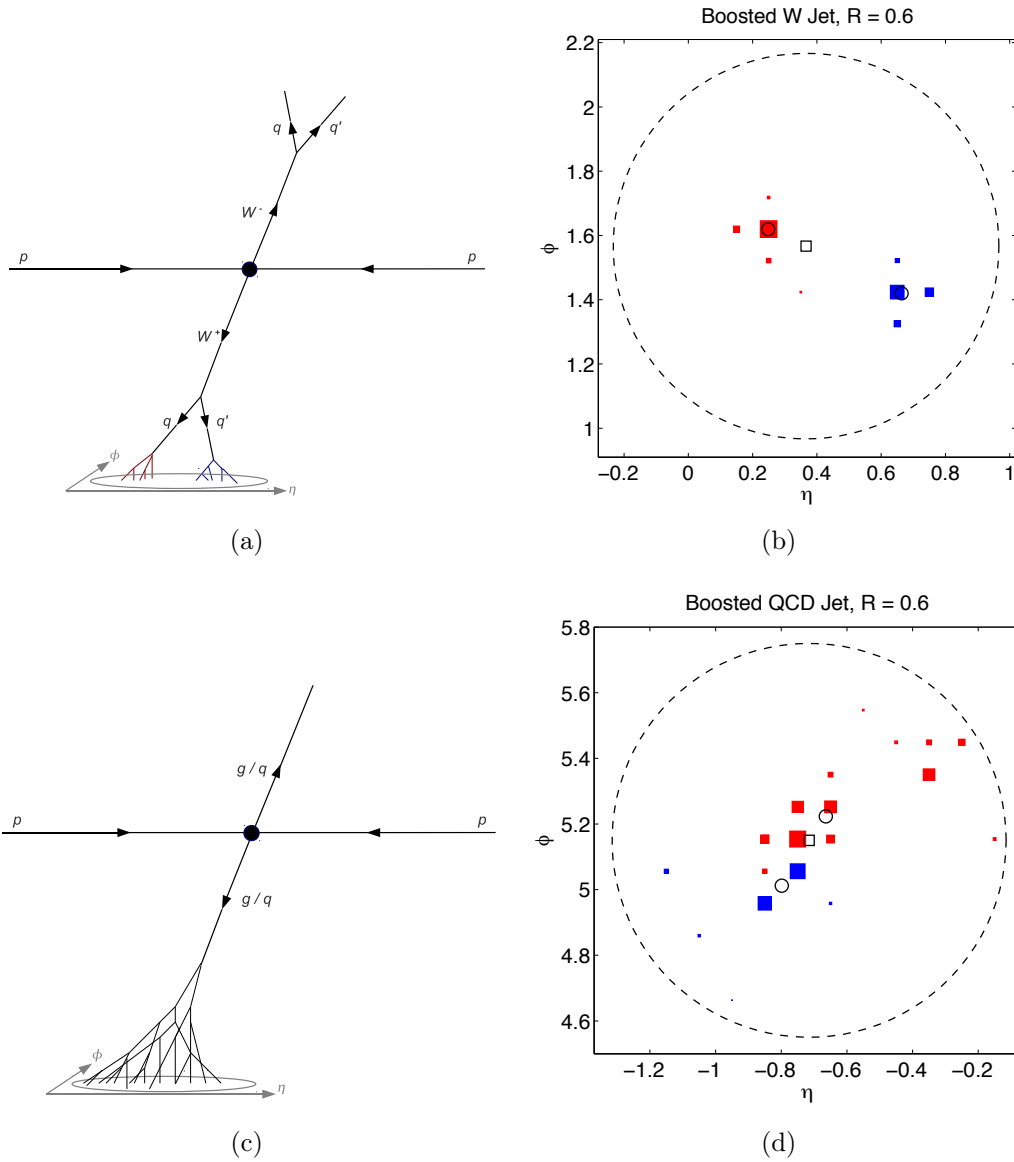 q
q'
W -
p
p
W +
q
q'
ϕ
η
(a)
Boosted W Jet, R = 0.6
2.2
2
1.8
1.6
1.4
1.2
1
ϕ
−0.2
0
0.2
0.4
0.6
0.8
1
η
(b)
g / q
p
p
g / q
ϕ
η
(c)
Boosted QCD Jet, R = 0.6
5.8
5.6
5.4
5.2
5
4.8
4.6
ϕ
−1.2
−1
−0.8
−0.6
−0.4
−0.2
η
(d)